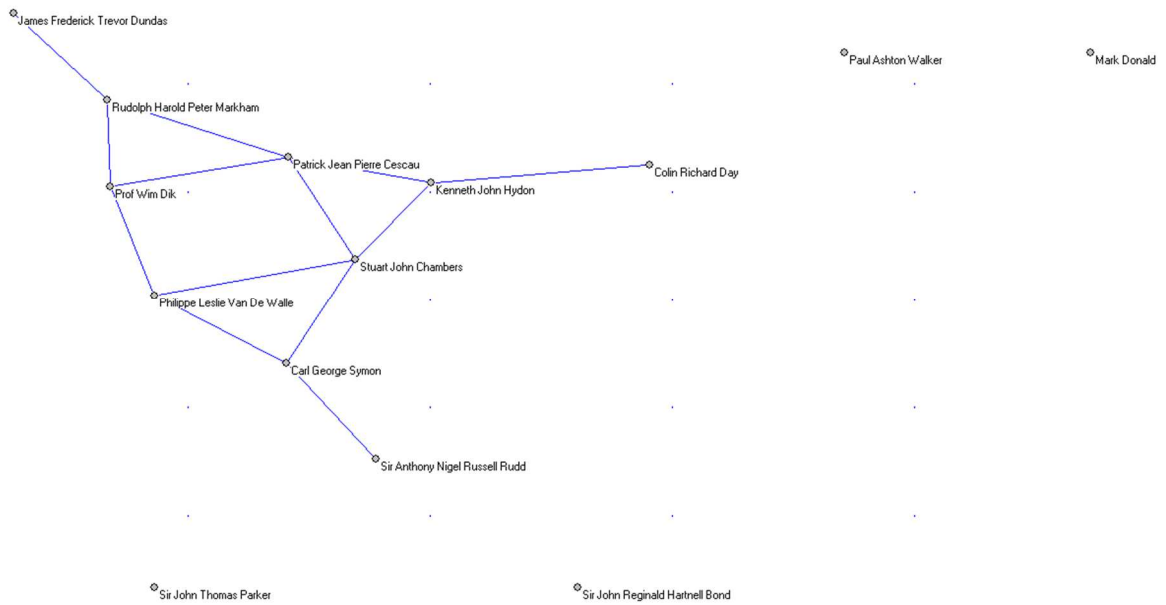 James Frederick Trevor Dundas
Paul Ashton Walker
Mark Donald
Rudolph Harold Peter Markham
Patrick Jean Pierre Cescau
Colin Richard Day
Kenneth John Hydon
Prof Wim Dik
Stuart John Chambers
Philippe Leslie Van De Walle
Carl George Symon
Sir Anthony Nigel Russell Rudd
Sir John Thomas Parker
Sir John Reginald Hartnell Bond